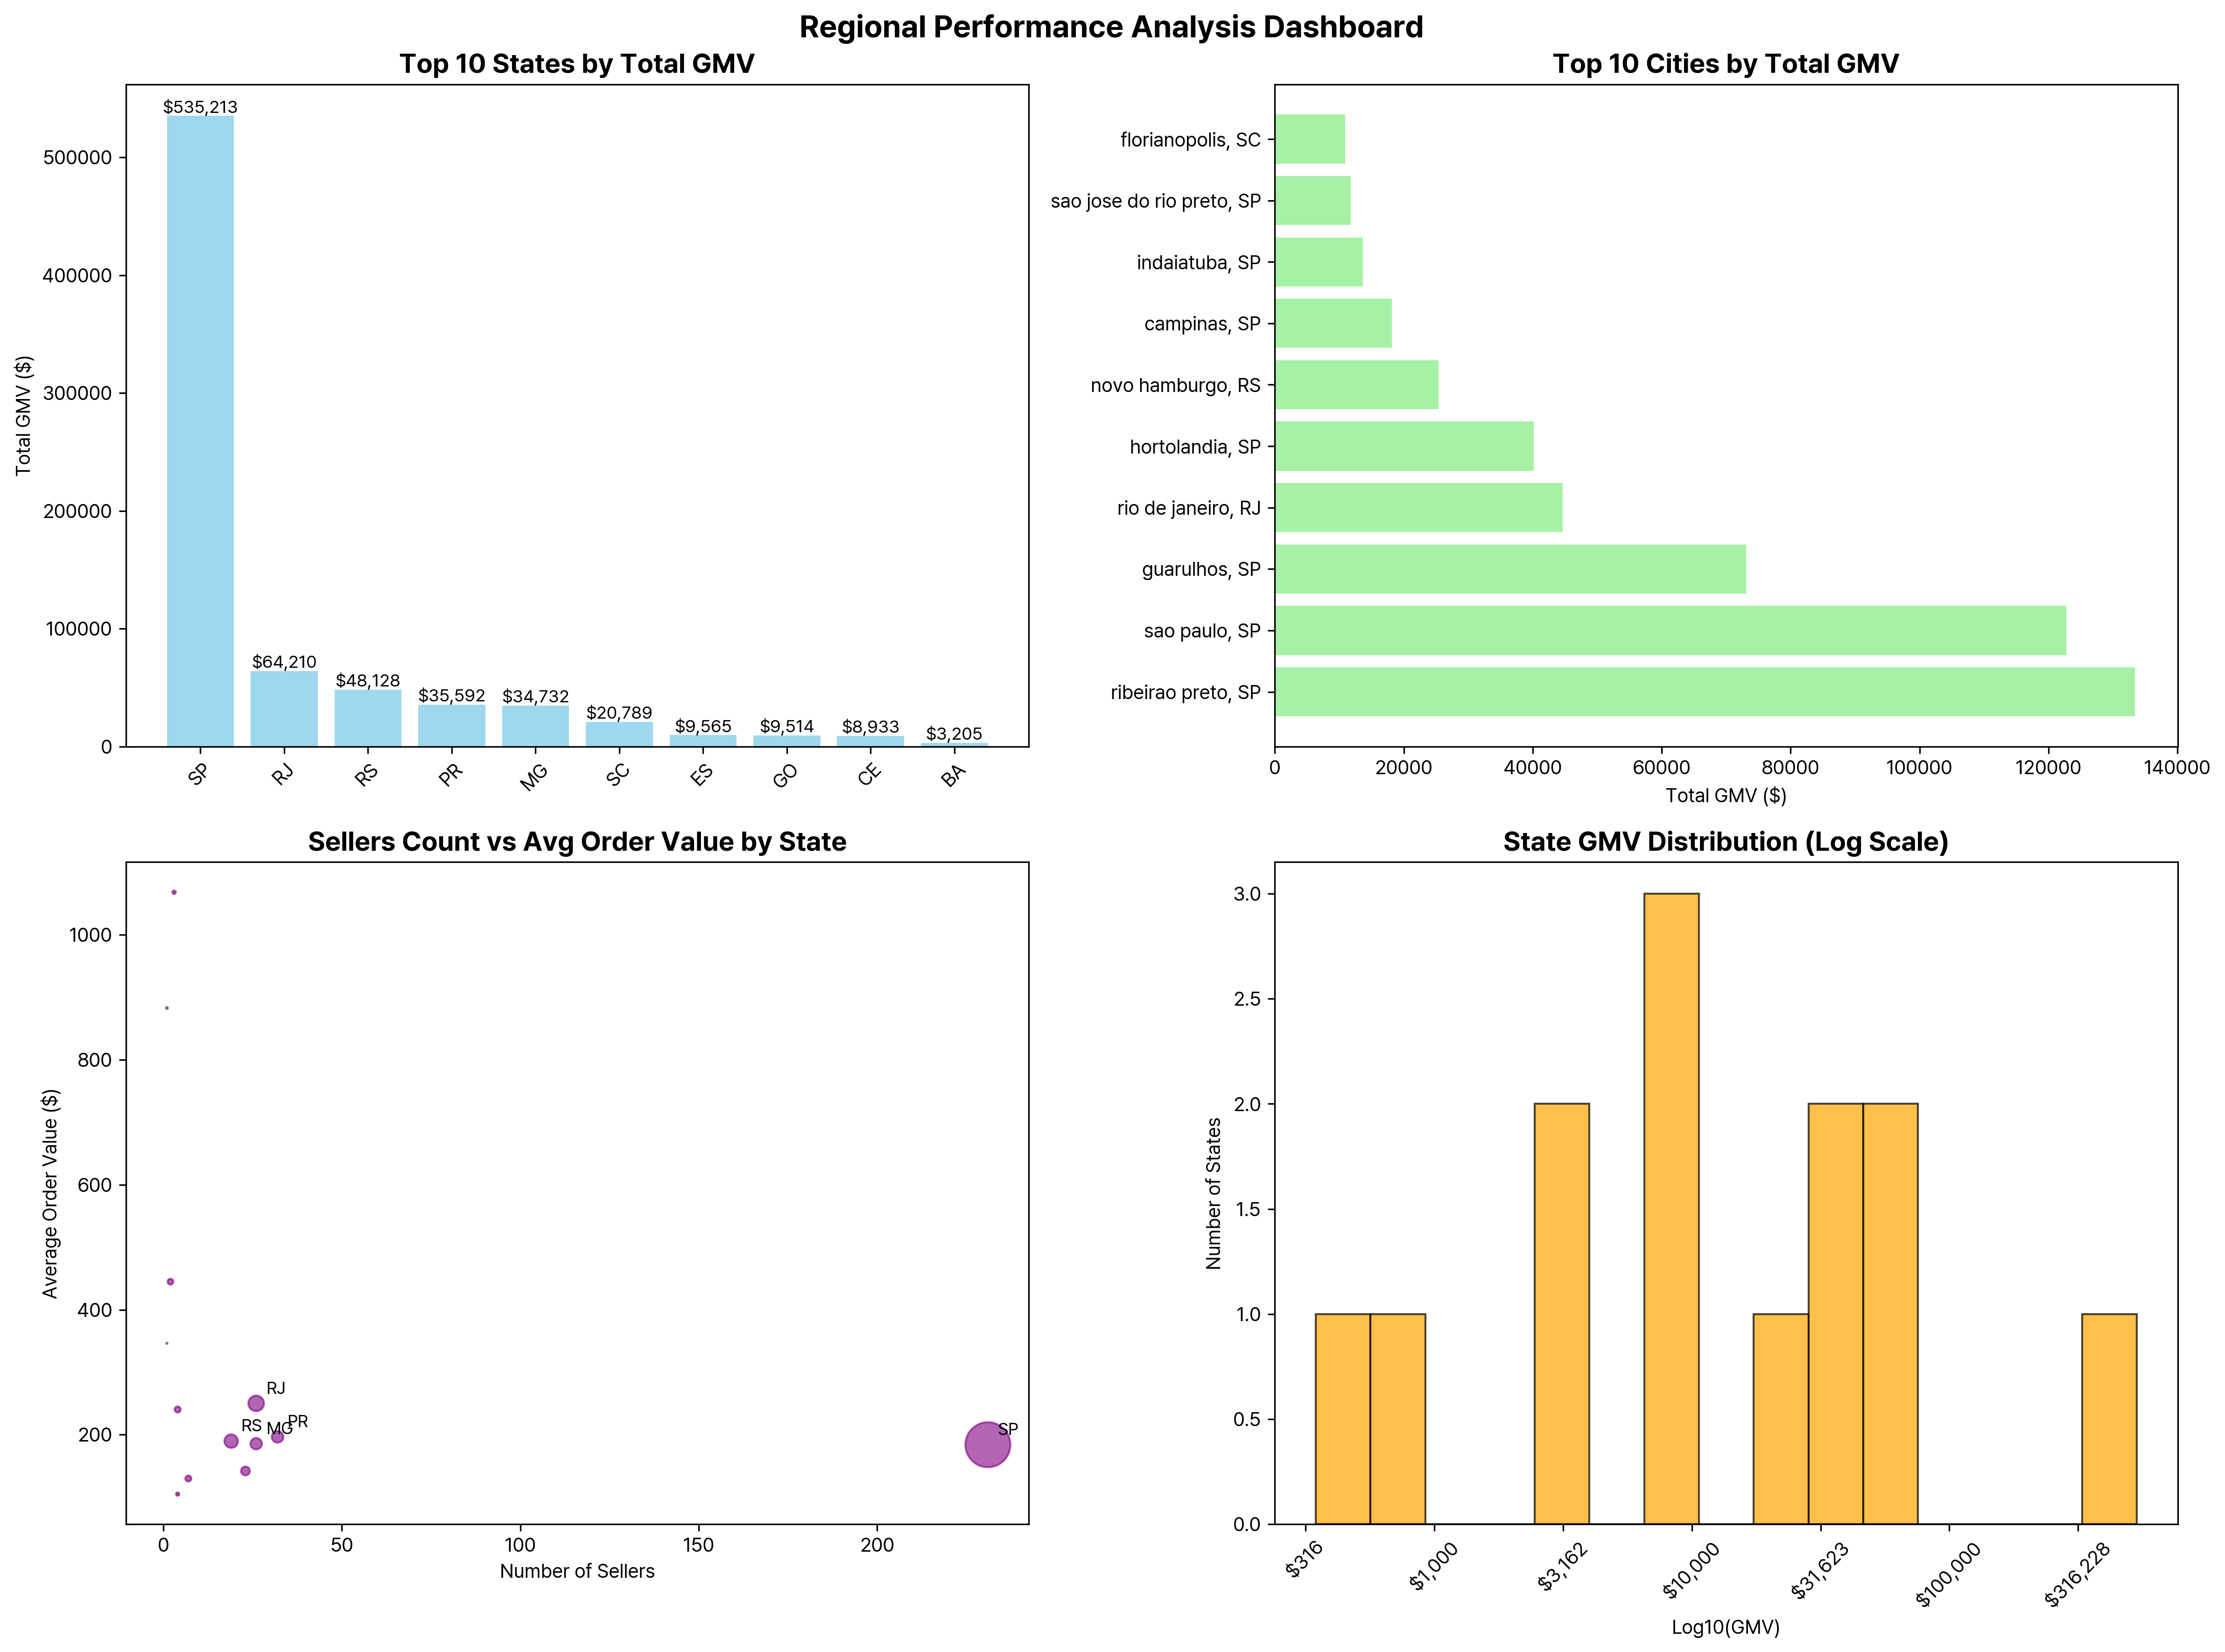 Regional Performance Analysis Dashboard
Top 10 States by Total GMV
Total GMV ($)
500000
400000
300000
200000
100000
0
$535,213
$64,210
$48,128
$35,592
$34,732
$20,789
$9,565
$9,514
$8,933
$3,205
SP
RJ
RS
PR
MG
SC
ES
GO
CE
BA
Top 10 Cities by Total GMV
florianopolis, SC
sao jose do rio preto, SP
indaiatuba, SP
campinas, SP
novo hamburgo, RS
hortolandia, SP
rio de janeiro, RJ
guarulhos, SP
sao paulo, SP
ribeirao preto, SP
0
20000
40000
60000
80000
100000
120000
140000
Total GMV ($)
Sellers Count vs Avg Order Value by State
Average Order Value ($)
1000
800
600
400
200
RJ
PR
RS
MG
SP
0
50
100
150
200
Number of Sellers
State GMV Distribution (Log Scale)
Number of States
3.0
2.5
2.0
1.5
1.0
0.5
0.0
$316
$1,000
$3,162
$10,000
$31,623
$100,000
$316,228
Log10(GMV)